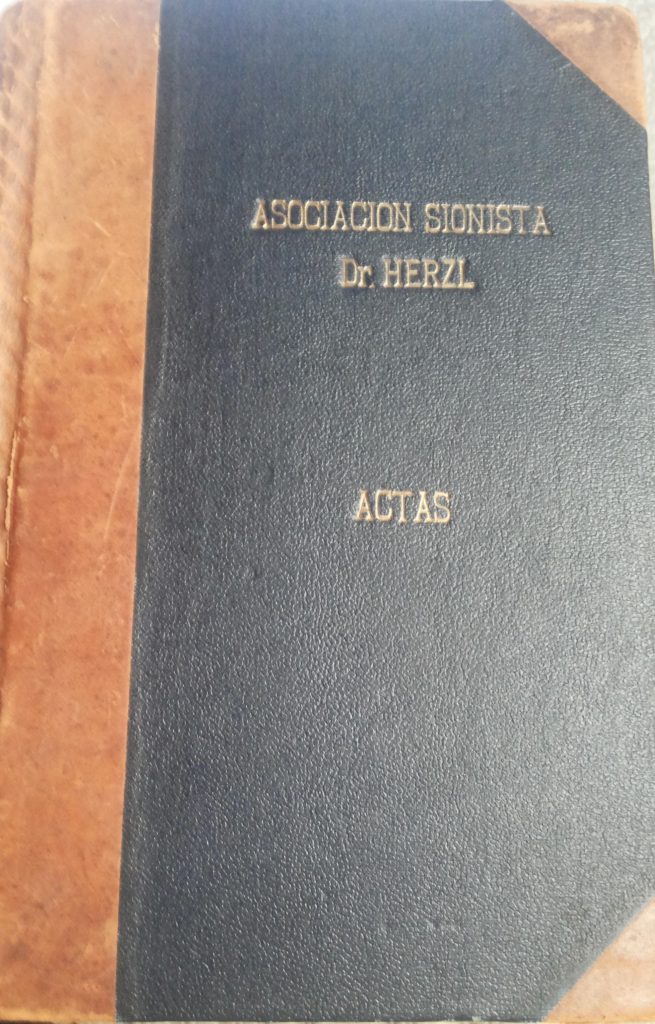 ASOCIACION SIONISTA
Dr. HERZL
ACTAS